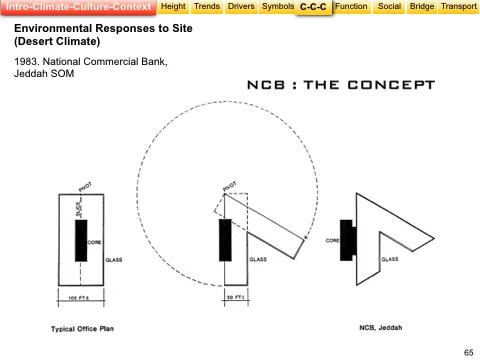 Intro-Climate-Culture-Context Height Trends Drivers Symbols C-C-C Function Social Bridge Transport
Environmental Responses to Site
(Desert Climate)
1983. National Commercial Bank,
Jeddah SOM
NCB : THE CONCEPT
PIVOT
SLIDE
CORE
GLASS
100 FT±
Typical Office Plan
PIVOT
GLASS
50 FT±
CORE
GLASS
NCB, Jeddah
65